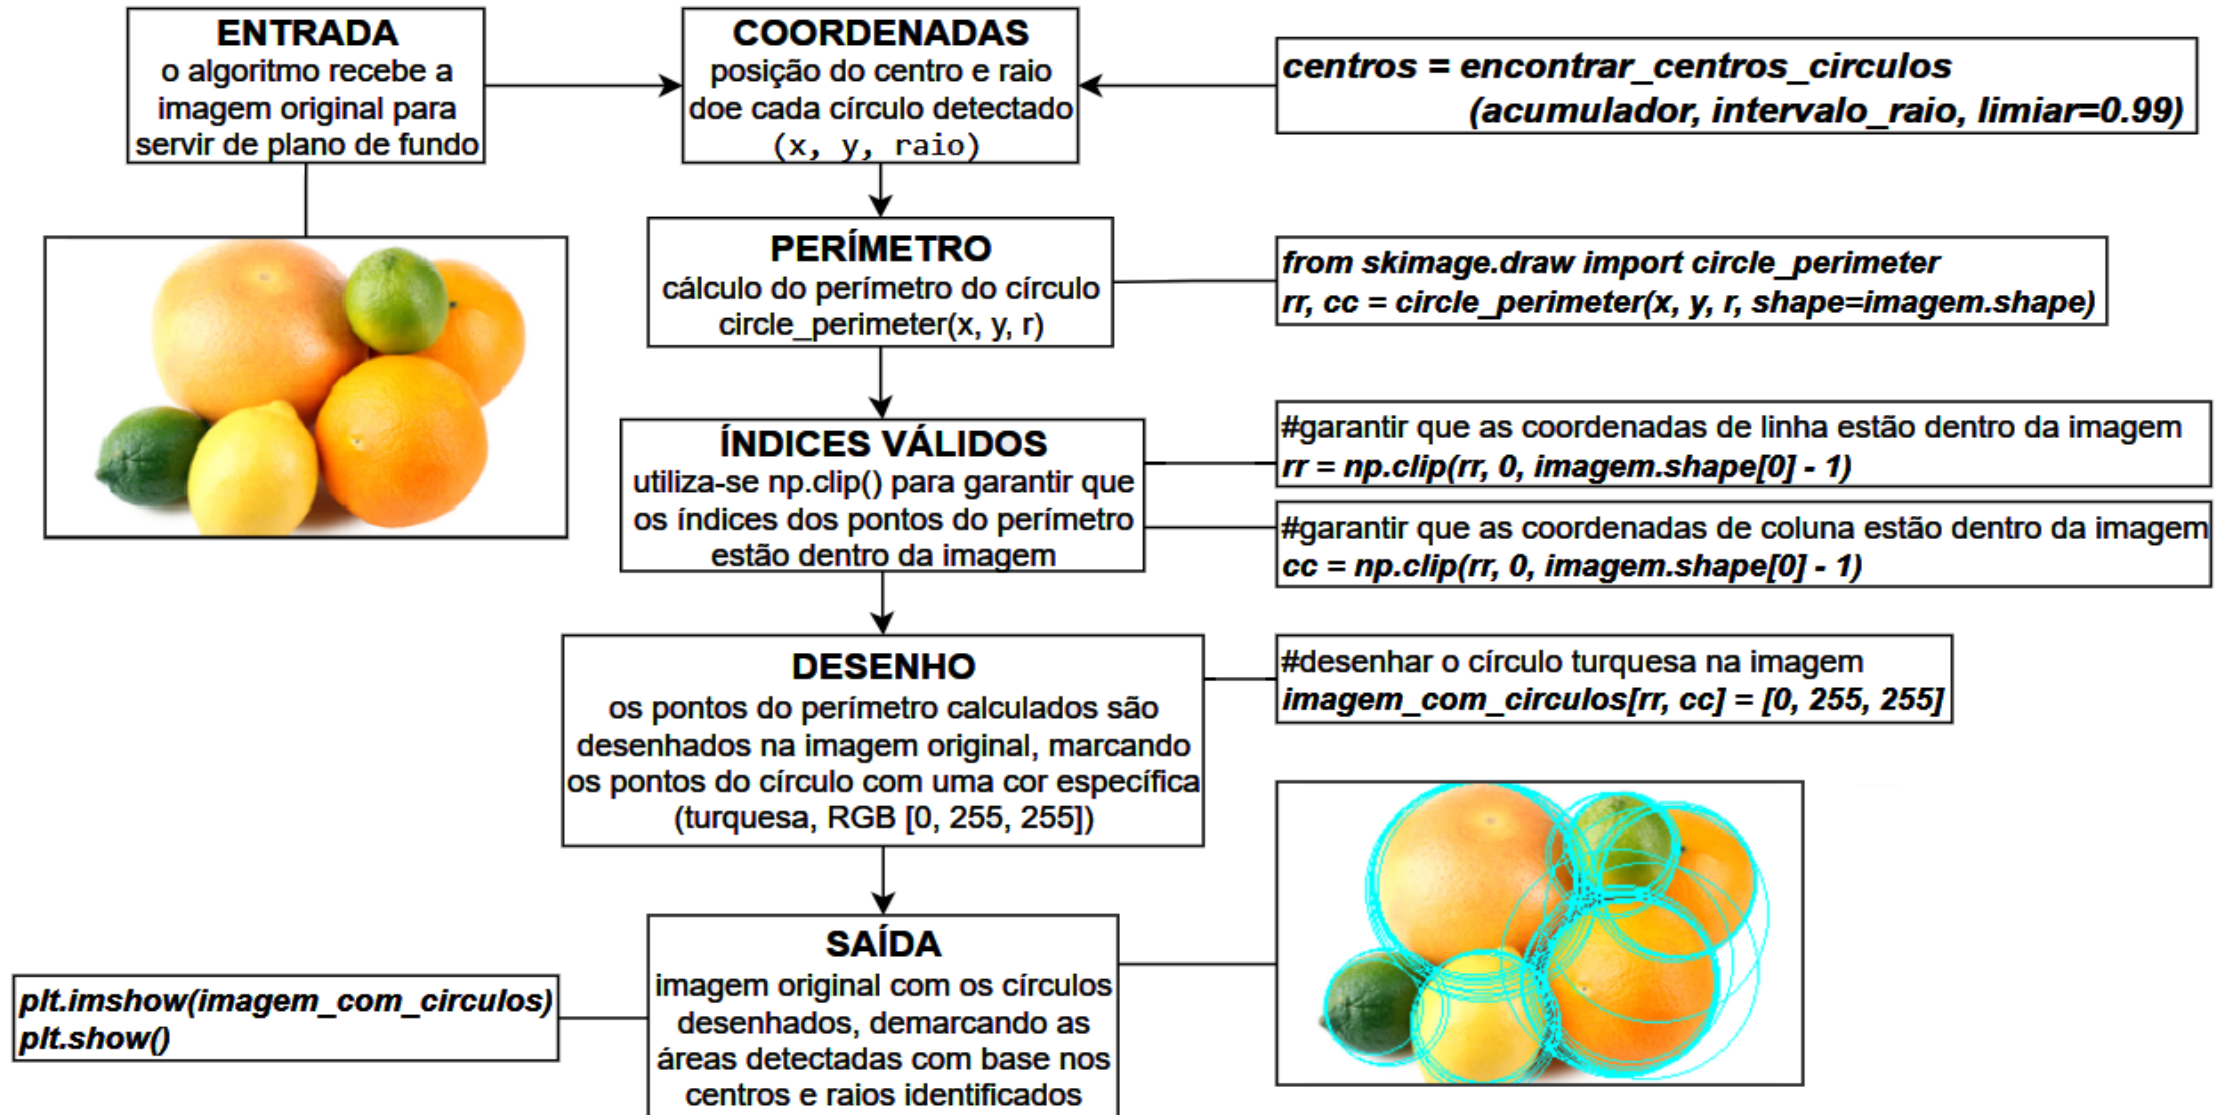 ENTRADA
o algoritmo recebe a
imagem original para
servir de plano de fundo
COORDENADAS
posição do centro e raio
doe cada círculo detectado
(x, y, raio)
centros = encontrar_centros_circulos
(acumulador, intervalo_raio, limiar=0.99)
PERÍMETRO
cálculo do perímetro do círculo
circle_perimeter(x, y, r)
from skimage.draw import circle_perimeter
rr, cc = circle_perimeter(x, y, r, shape=imagem.shape)
ÍNDICES VÁLIDOS
utiliza-se np.clip() para garantir que
os índices dos pontos do perímetro
estão dentro da imagem
#garantir que as coordenadas de linha estão dentro da imagem
rr = np.clip(rr, 0, imagem.shape[0] - 1)
#garantir que as coordenadas de coluna estão dentro da imagem
cc = np.clip(rr, 0, imagem.shape[0] - 1)
DESENHO
os pontos do perímetro calculados são
desenhados na imagem original, marcando
os pontos do círculo com uma cor específica
(turquesa, RGB [0, 255, 255])
#desenhar o círculo turquesa na imagem
imagem_com_circulos[rr, cc] = [0, 255, 255]
SAÍDA
imagem original com os círculos
desenhados, demarcando as
áreas detectadas com base nos
centros e raios identificados
plt.imshow(imagem_com_circulos)
plt.show()